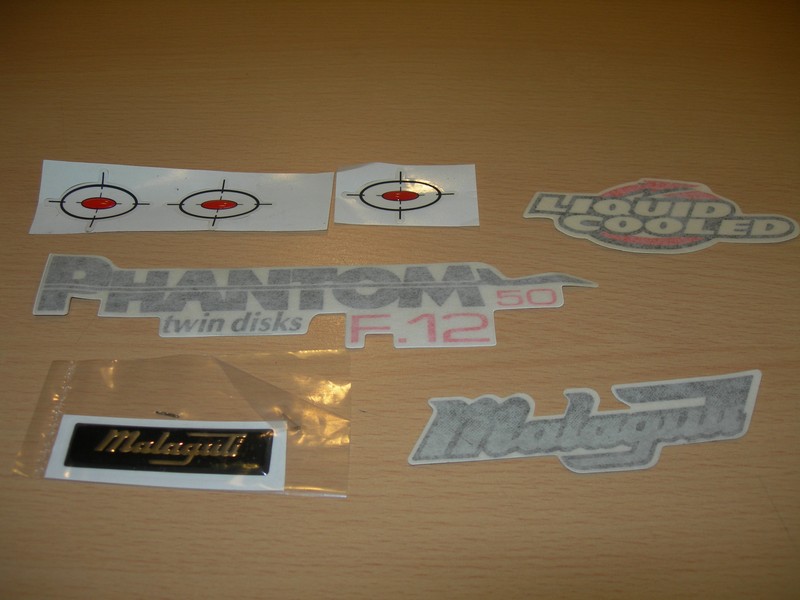 LIQUID
COOLED
PHANTOM
50
twin disks
F.12
Malaguti
Malaguti